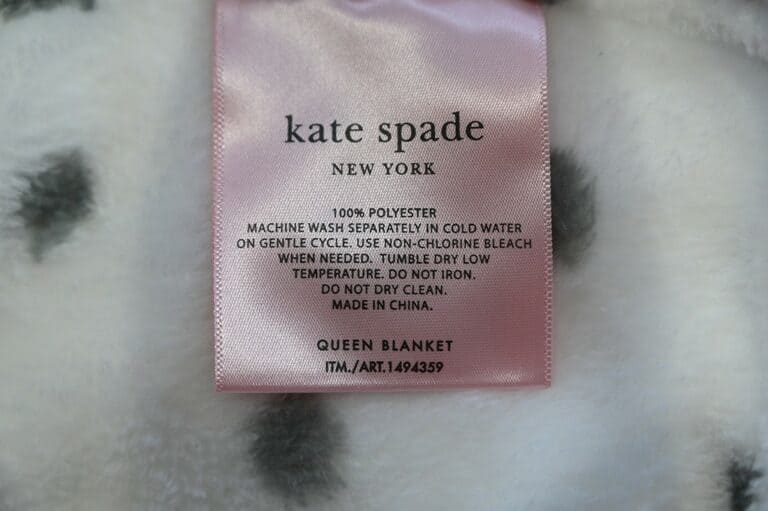 kate spade
NEW YORK
100% POLYESTER
MACHINE WASH SEPARATELY IN COLD WATER
ON GENTLE CYCLE. USE NON-CHLORINE BLEACH
WHEN NEEDED. TUMBLE DRY LOW
TEMPERATURE. DO NOT IRON.
DO NOT DRY CLEAN.
MADE IN CHINA.
QUEEN BLANKET
ITM./ART.1494359